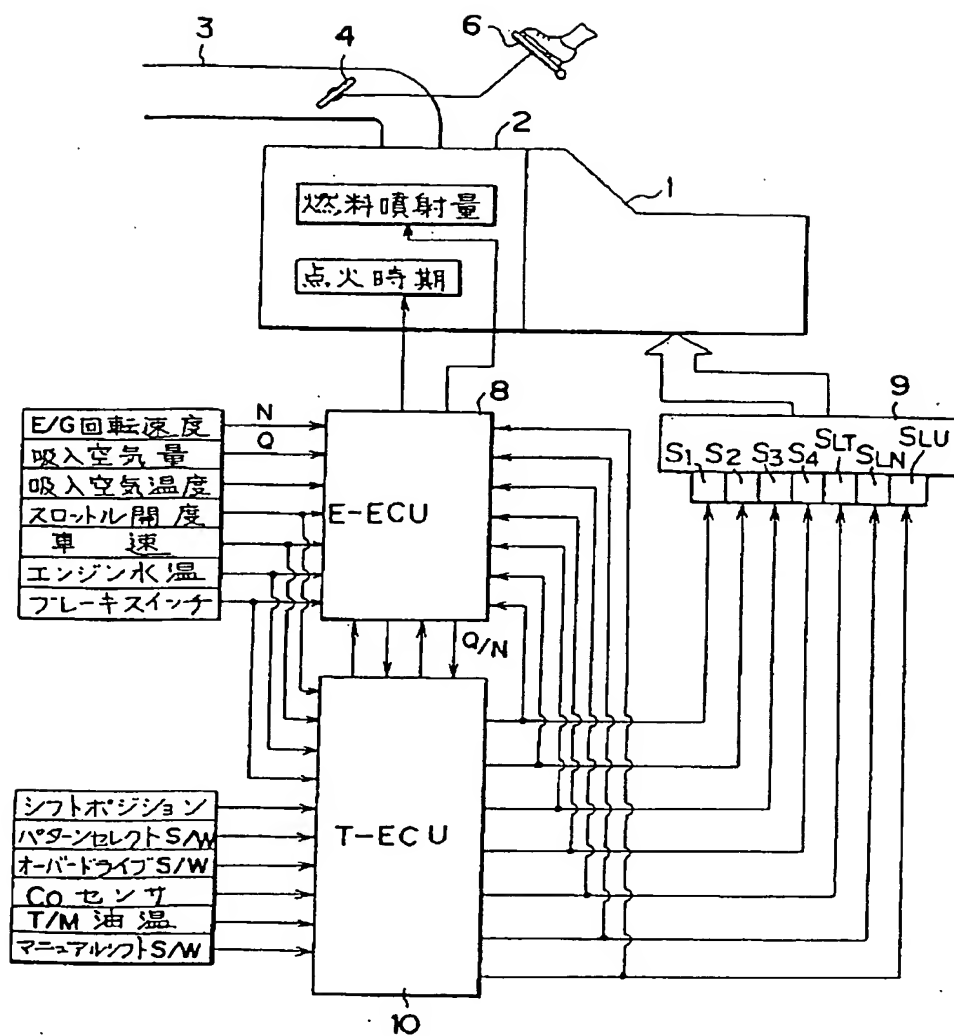 3
4
6
2
1
燃料噴射量
点火時期
8
9
E/G回転速度
吸入空気量
吸入空気温度
スロットル開度
車速
エンジン水温
ブレーキスイッチ
N
Q
E-ECU
S1 S2 S3 S4 SLT SLN SLU
Q/N
シフトポジション
パターンセレクトS/W
オーバードライブS/W
Coセンサ
T/M油温
マニュアルシフトS/W
T-ECU
10